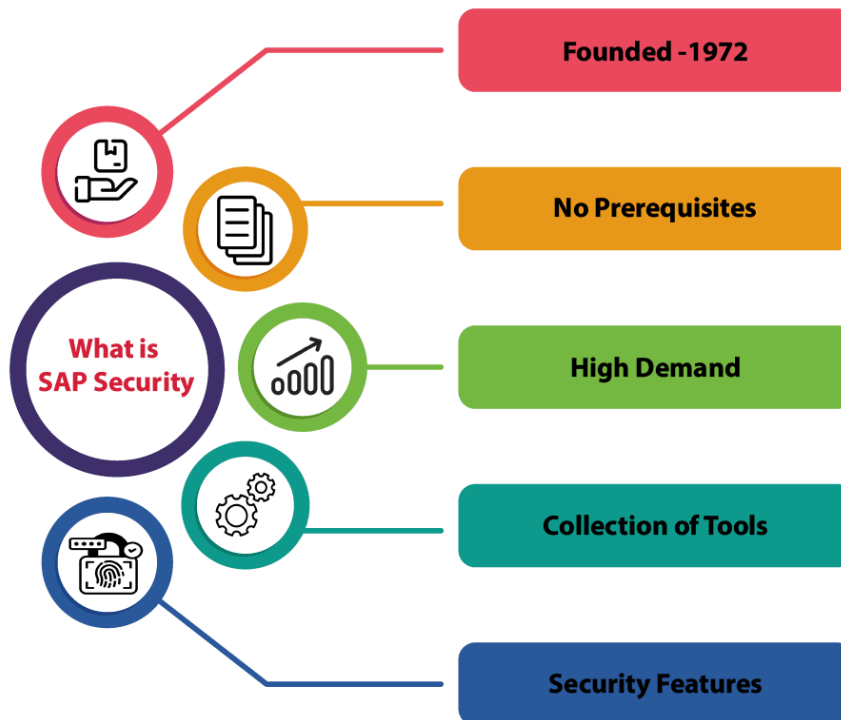 Founded -1972
No Prerequisites
What is
SAP Security
High Demand
Collection of Tools
Security Features